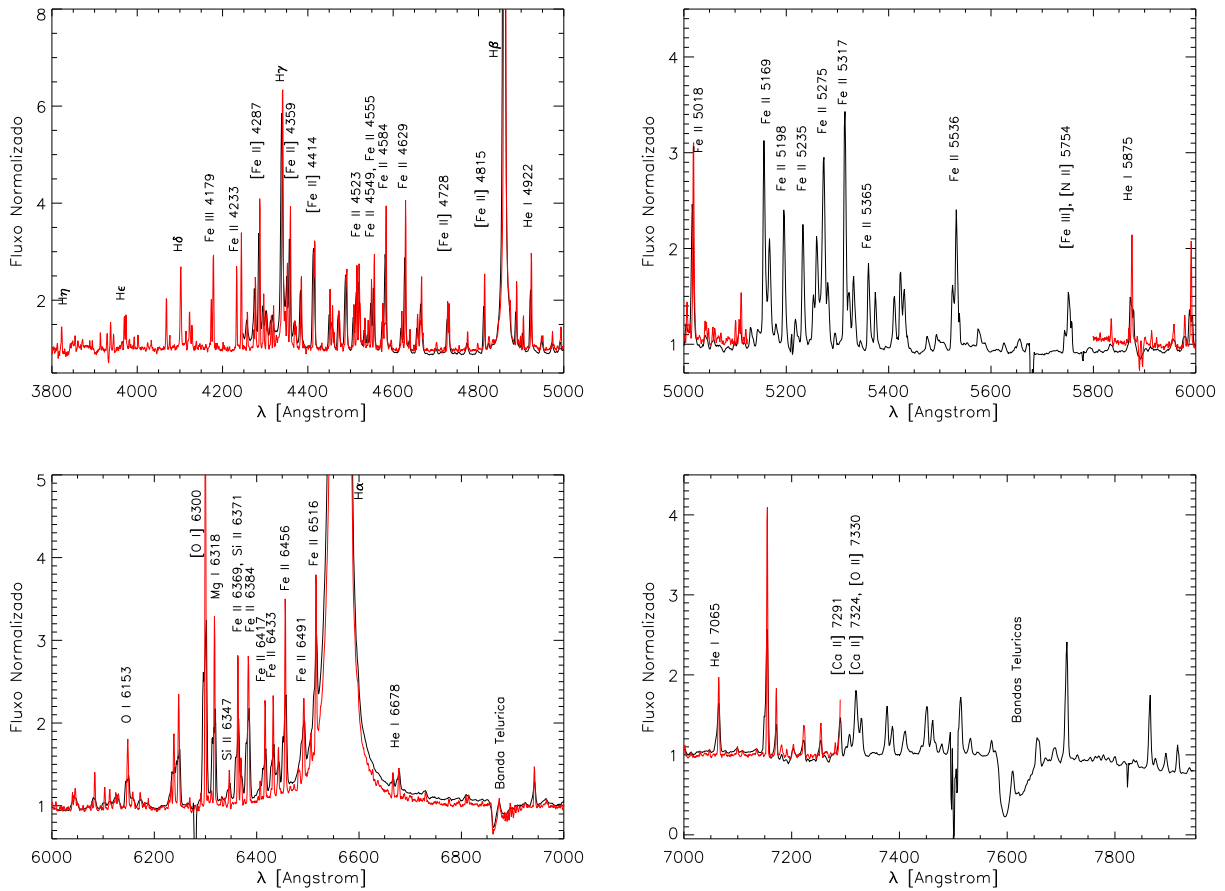 Fluxo Normalizado
8
6
4
2
Hη
Hϵ
Hδ
Fe III 4179
Fe II 4233
[Fe II] 4287
Hγ
[Fe II] 4359
[Fe II] 4414
Fe II 4523
Fe II 4549, Fe II 4555
Fe II 4584
Fe II 4629
[Fe II] 4728
[Fe II] 4815
Hβ
He I 4922
3800 4000 4200 4400 4600 4800 5000
λ [Angstrom]
Fluxo Normalizado
4
3
2
1
Fe II 5018
Fe II 5169
Fe II 5198
Fe II 5235
Fe II 5275
Fe II 5317
Fe II 5365
Fe II 5536
[Fe III], [N II] 5754
He I 5875
5000 5200 5400 5600 5800 6000
λ [Angstrom]
Fluxo Normalizado
5
4
3
2
1
O I 6153
[O I] 6300
Mg I 6318
Si II 6347
Fe II 6369, Si II 6371
Fe II 6384
Fe II 6417
Fe II 6433
Fe II 6456
Fe II 6491
Fe II 6516
Hα
He I 6678
Banda Telurica
6000 6200 6400 6600 6800 7000
λ [Angstrom]
Fluxo Normalizado
4
3
2
1
0
He I 7065
[Ca II] 7291
[Ca II] 7324, [O II] 7330
Bandas Teluricas
7000 7200 7400 7600 7800
λ [Angstrom]